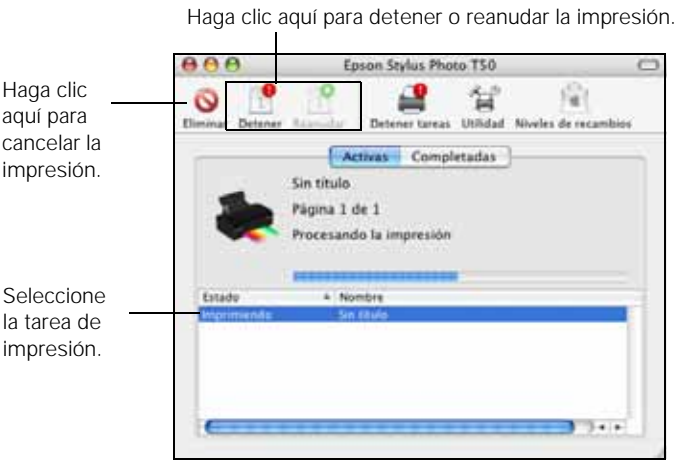 Haga clic aquí para detener o reanudar la impresión.
Epson Stylus Photo T50
Haga clic
aquí para
cancelar la
impresión.
Eliminar Detener Reanudar Detener tareas Utilidad Niveles de recambios
Activas Completadas
Sin título
Página 1 de 1
Procesando la impresión
Seleccione
la tarea de
impresión.
Estado Nombre
Imprimiendo Sin título